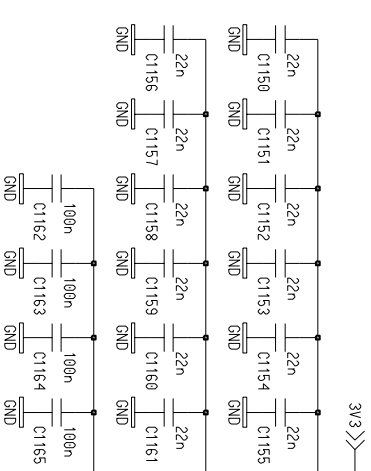 GND
C1156
22n
GND
C1150
22n
GND
C1157
22n
GND
C1151
22n
GND
C1162
100n
GND
C1158
22n
GND
C1152
22n
GND
C1163
100n
GND
C1159
22n
GND
C1153
22n
GND
C1164
100n
GND
C1160
22n
GND
C1154
22n
GND
C1165
100n
GND
C1161
22n
GND
C1155
22n
3V3